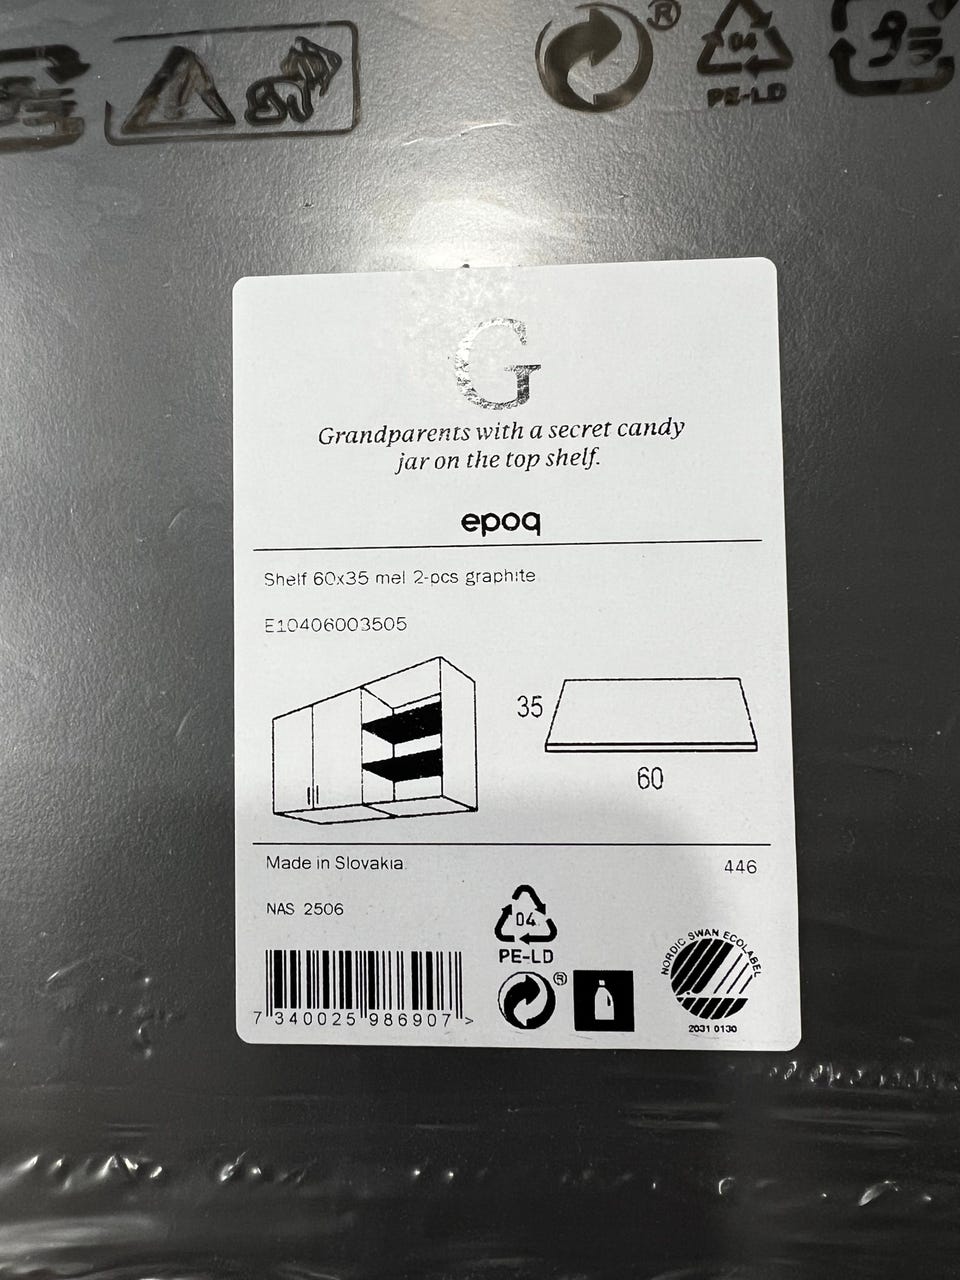 ®
04
PE-LD
G
Grandparents with a secret candy
jar on the top shelf.
epoq
Shelf 60x35 mel 2-pcs graphite
E10406003505
35
60
Made in Slovakia
446
NAS 2506
04
PE-LD
®
NORDIC SWAN ECOLABEL
2031 0130
7 340025 986907 >